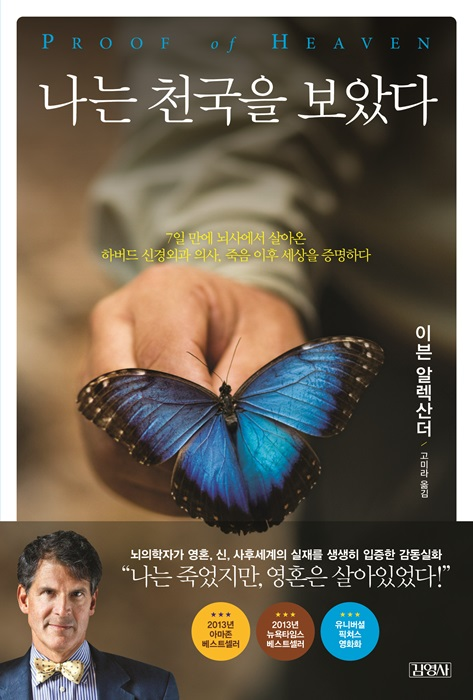 PROOF of HEAVEN
나는 천국을 보았다
7일 만에 뇌사에서 살아온
하버드 신경외과 의사, 죽음 이후 세상을 증명하다
이븐 알렉산더
고미라 옮김
뇌의학자가 영혼, 신, 사후세계의 실재를 생생히 입증한 감동실화
“나는 죽었지만, 영혼은 살아있었다!”
★★★
2013년
아마존
베스트셀러
★★★
2013년
뉴욕타임스
베스트셀러
★★★
유니버설
픽쳐스
영화화
김영사